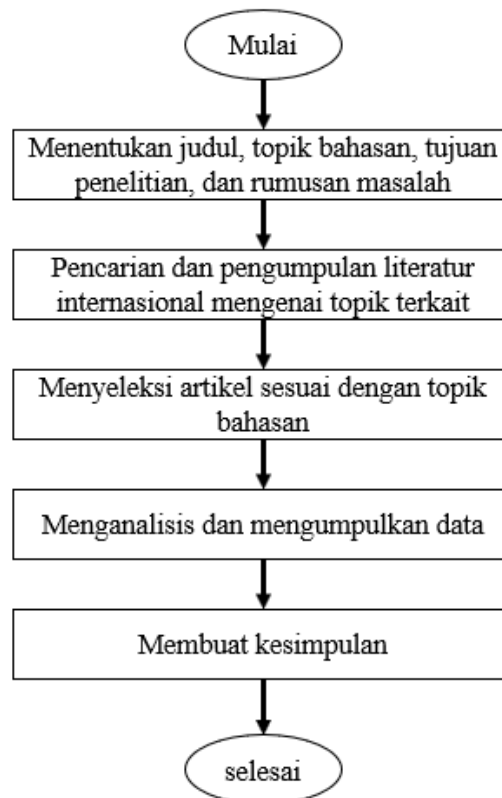 Mulai
Menentukan judul, topik bahasan, tujuan
penelitian, dan rumusan masalah
Pencarian dan pengumpulan literatur
internasional mengenai topik terkait
Menyeleksi artikel sesuai dengan topik
bahasan
Menganalisis dan mengumpulkan data
Membuat kesimpulan
selesai